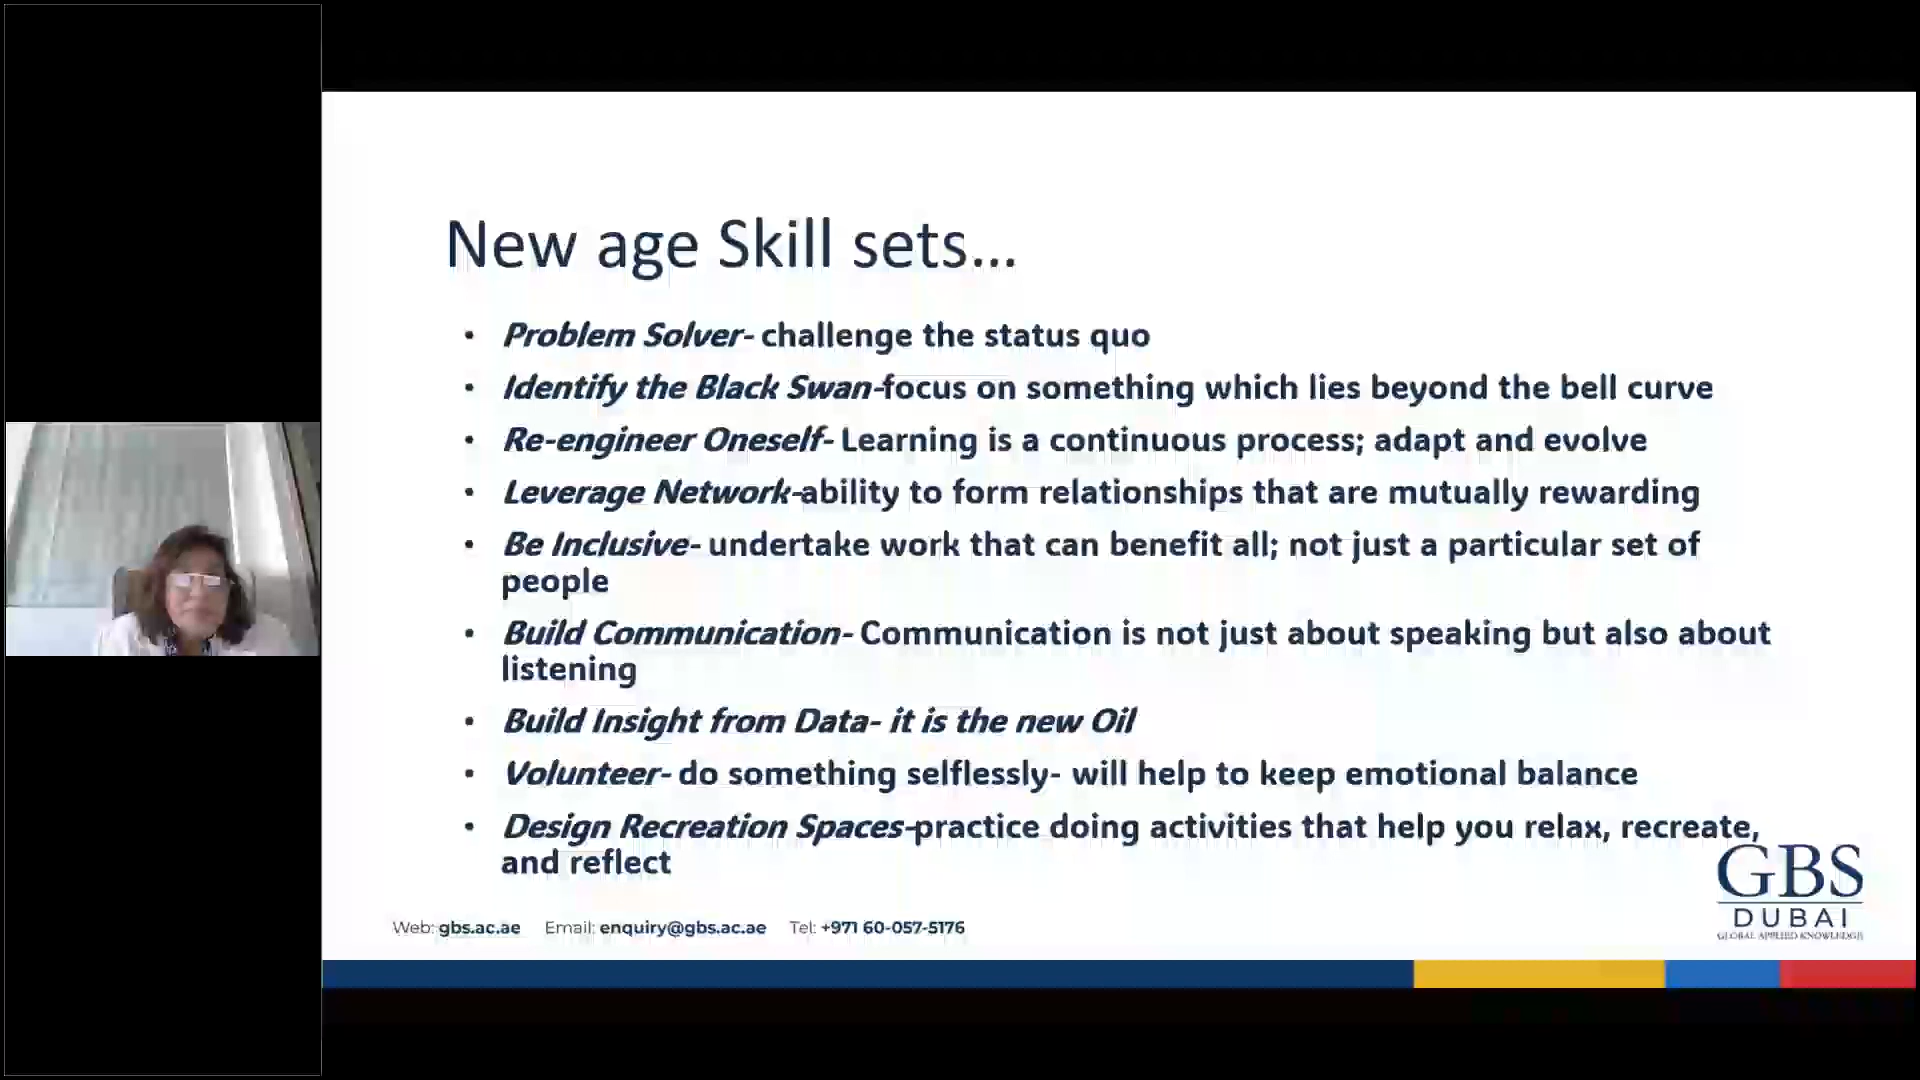 New age Skill sets...
• Problem Solver- challenge the status quo
• Identify the Black Swan-focus on something which lies beyond the bell curve
• Re-engineer Oneself- Learning is a continuous process; adapt and evolve
• Leverage Network-ability to form relationships that are mutually rewarding
• Be Inclusive- undertake work that can benefit all; not just a particular set of
people
• Build Communication- Communication is not just about speaking but also about
listening
• Build Insight from Data- it is the new Oil
• Volunteer- do something selflessly- will help to keep emotional balance
• Design Recreation Spaces-practice doing activities that help you relax, recreate,
and reflect
GBS
DUBAI
GLOBAL APPLIED KNOWLEDGE
Web: gbs.ac.ae Email: enquiry@gbs.ac.ae Tel: +971 60-057-5176